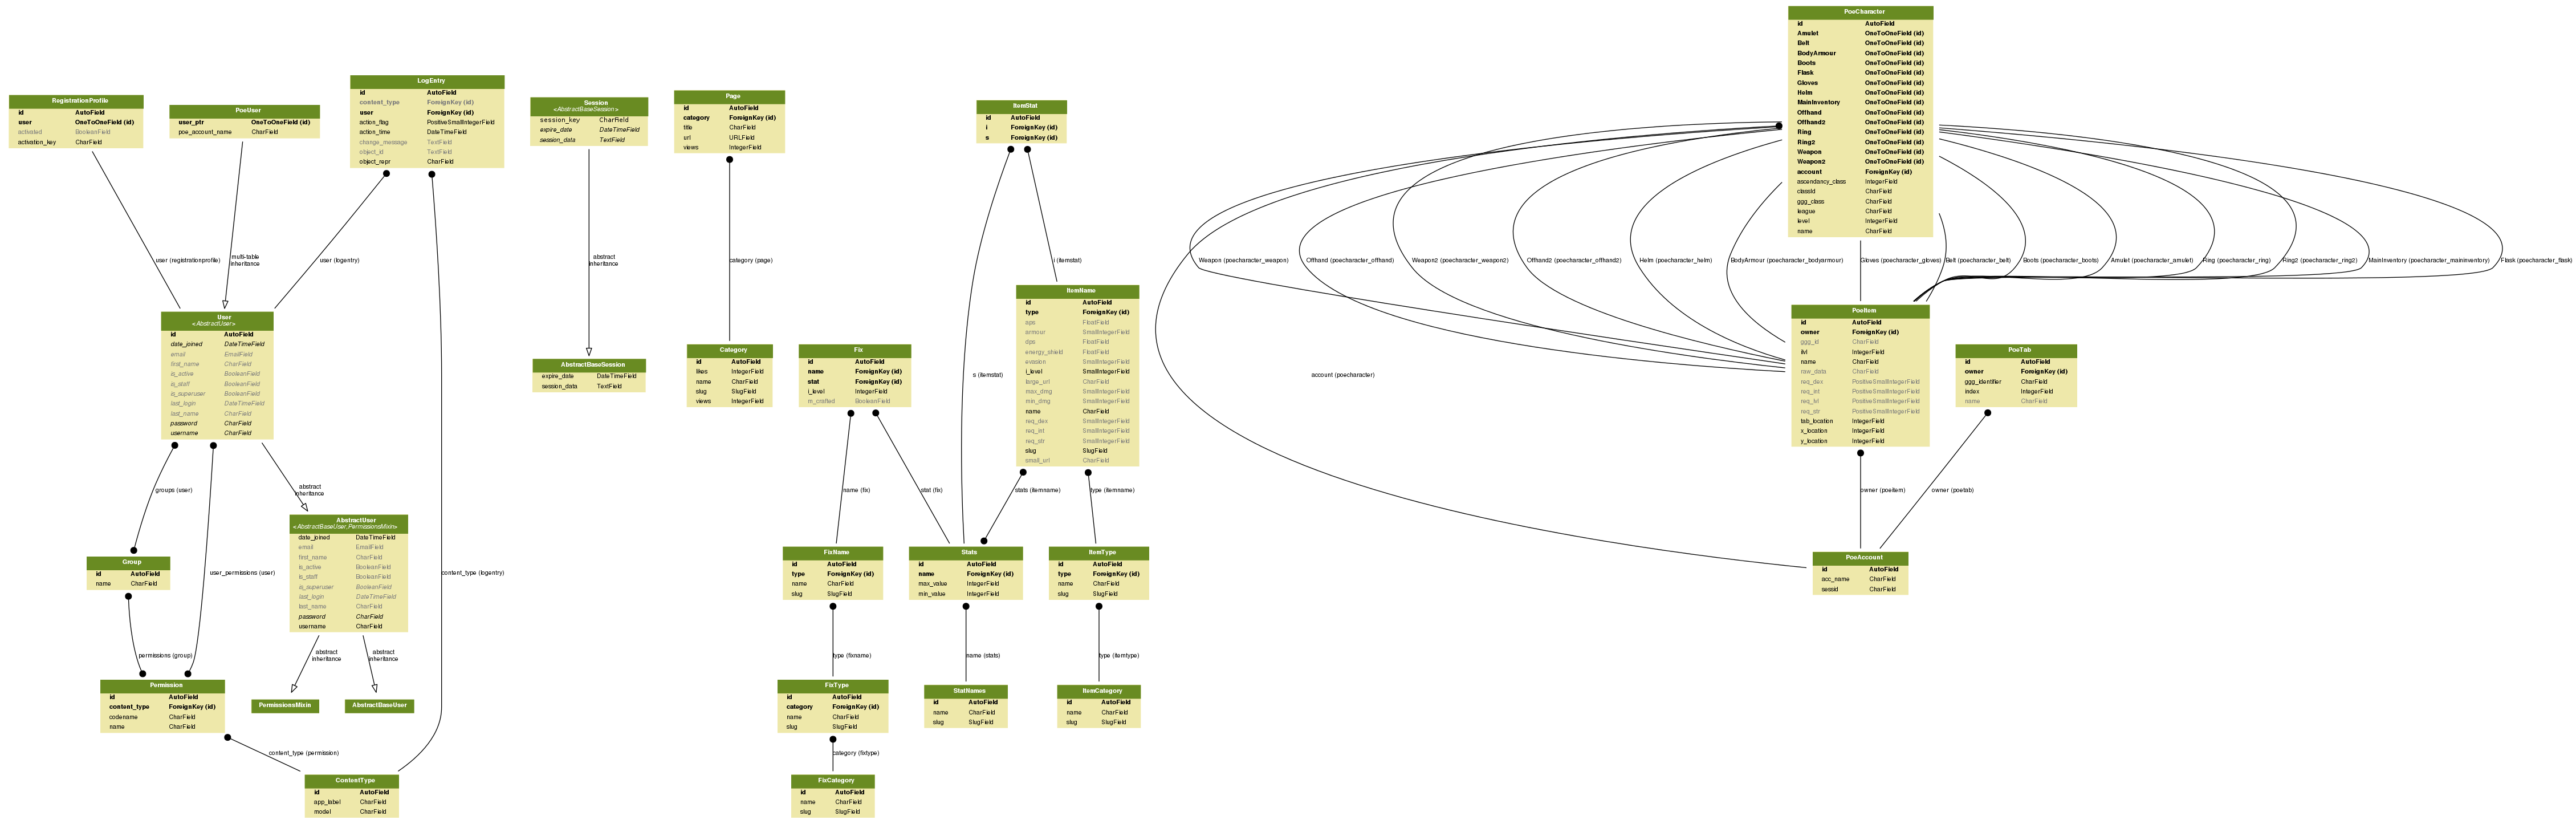 RegistrationProfile
id AutoField
user OneToOneField (id)
activated BooleanField
activation_key CharField
PoeUser
user_ptr OneToOneField (id)
poe_account_name CharField
LogEntry
id AutoField
content_type ForeignKey (id)
user ForeignKey (id)
action_flag PositiveSmallIntegerField
action_time DateTimeField
change_message TextField
object_id TextField
object_repr CharField
Session
<AbstractBaseSession>
session_key CharField
expire_date DateTimeField
session_data TextField
Page
id AutoField
category ForeignKey (id)
title CharField
url URLField
views IntegerField
ItemStat
id AutoField
i ForeignKey (id)
s ForeignKey (id)
PoeCharacter
id AutoField
Amulet OneToOneField (id)
Belt OneToOneField (id)
BodyArmour OneToOneField (id)
Boots OneToOneField (id)
Flask OneToOneField (id)
Gloves OneToOneField (id)
Helm OneToOneField (id)
MainInventory OneToOneField (id)
Offhand OneToOneField (id)
Offhand2 OneToOneField (id)
Ring OneToOneField (id)
Ring2 OneToOneField (id)
Weapon OneToOneField (id)
Weapon2 OneToOneField (id)
account ForeignKey (id)
ascendancy_class IntegerField
classId CharField
ggg_class CharField
league CharField
level IntegerField
name CharField
user (registrationprofile)
multi-table
inheritance
user (logentry)
abstract
inheritance
category (page)
i (itemstat)
Weapon (poecharacter_weapon)
Offhand (poecharacter_offhand)
Weapon2 (poecharacter_weapon2)
Offhand2 (poecharacter_offhand2)
Helm (poecharacter_helm)
BodyArmour (poecharacter_bodyarmour)
Gloves (poecharacter_gloves)
Belt (poecharacter_belt)
Boots (poecharacter_boots)
Amulet (poecharacter_amulet)
Ring (poecharacter_ring)
Ring2 (poecharacter_ring2)
MainInventory (poecharacter_maininventory)
Flask (poecharacter_flask)
User
<AbstractUser>
id AutoField
date_joined DateTimeField
email EmailField
first_name CharField
is_active BooleanField
is_staff BooleanField
is_superuser BooleanField
last_login DateTimeField
last_name CharField
password CharField
username CharField
AbstractBaseSession
expire_date DateTimeField
session_data TextField
Category
id AutoField
likes IntegerField
name CharField
slug SlugField
views IntegerField
Fix
id AutoField
name ForeignKey (id)
stat ForeignKey (id)
i_level IntegerField
m_crafted BooleanField
s (itemstat)
ItemName
id AutoField
type ForeignKey (id)
aps FloatField
armour SmallIntegerField
dps FloatField
energy_shield FloatField
evasion SmallIntegerField
i_level SmallIntegerField
large_url CharField
max_dmg SmallIntegerField
min_dmg SmallIntegerField
name CharField
req_dex SmallIntegerField
req_int SmallIntegerField
req_str SmallIntegerField
slug SlugField
small_url CharField
account (poecharacter)
PoeItem
id AutoField
owner ForeignKey (id)
ggg_id CharField
ilvl IntegerField
name CharField
raw_data CharField
req_dex PositiveSmallIntegerField
req_int PositiveSmallIntegerField
req_lvl PositiveSmallIntegerField
req_str PositiveSmallIntegerField
tab_location IntegerField
x_location IntegerField
y_location IntegerField
PoeTab
id AutoField
owner ForeignKey (id)
ggg_identifier CharField
index IntegerField
name CharField
groups (user)
abstract
inheritance
name (fix)
stat (fix)
stats (itemname)
type (itemname)
owner (poeitem)
owner (poetab)
AbstractUser
<AbstractBaseUser,PermissionsMixin>
date_joined DateTimeField
email EmailField
first_name CharField
is_active BooleanField
is_staff BooleanField
is_superuser BooleanField
last_login DateTimeField
last_name CharField
password CharField
username CharField
Group
id AutoField
name CharField
user_permissions (user)
content_type (logentry)
FixName
id AutoField
type ForeignKey (id)
name CharField
slug SlugField
Stats
id AutoField
name ForeignKey (id)
max_value IntegerField
min_value IntegerField
ItemType
id AutoField
type ForeignKey (id)
name CharField
slug SlugField
PoeAccount
id AutoField
acc_name CharField
sessid CharField
permissions (group)
abstract
inheritance
abstract
inheritance
type (fixname)
name (stats)
type (itemtype)
Permission
id AutoField
content_type ForeignKey (id)
codename CharField
name CharField
PermissionsMixin
AbstractBaseUser
FixType
id AutoField
category ForeignKey (id)
name CharField
slug SlugField
StatNames
id AutoField
name CharField
slug SlugField
ItemCategory
id AutoField
name CharField
slug SlugField
content_type (permission)
category (fixtype)
ContentType
id AutoField
app_label CharField
model CharField
FixCategory
id AutoField
name CharField
slug SlugField